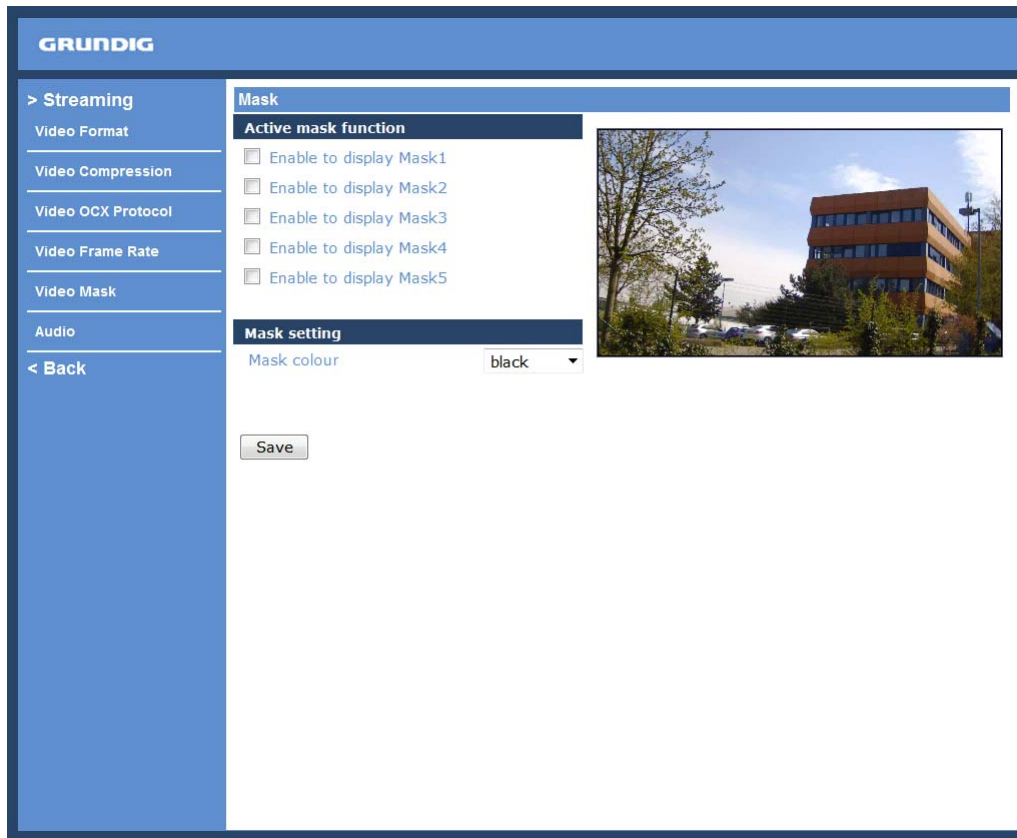 GRUNDIG
> Streaming
Video Format
Video Compression
Video OCX Protocol
Video Frame Rate
Video Mask
Audio
< Back
Mask
Active mask function
Enable to display Mask1
Enable to display Mask2
Enable to display Mask3
Enable to display Mask4
Enable to display Mask5
Mask setting
Mask colour black
Save